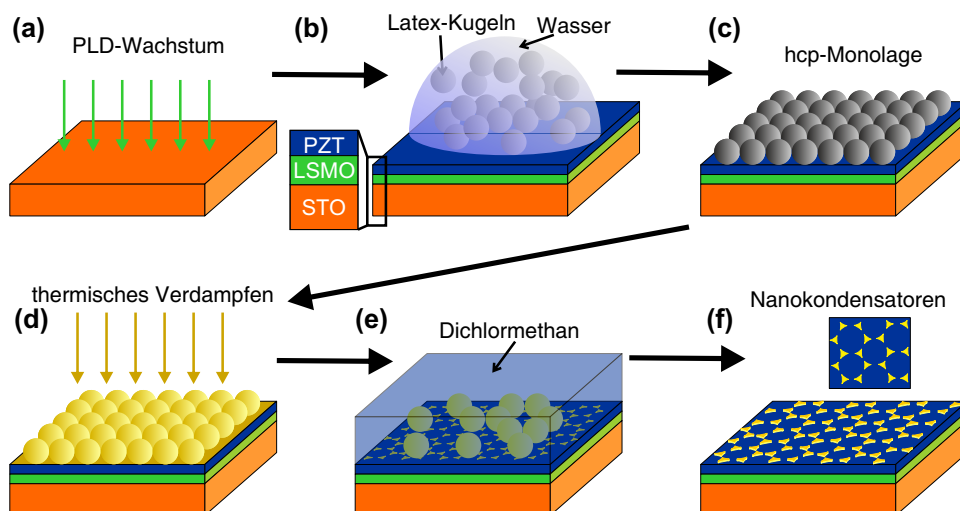 (a)
PLD-Wachstum
(b)
Latex-Kugeln
Wasser
(c)
hcp-Monolage
PZT
LSMO
STO
thermisches Verdampfen
(d)
(e)
Dichlormethan
(f)
Nanokondensatoren